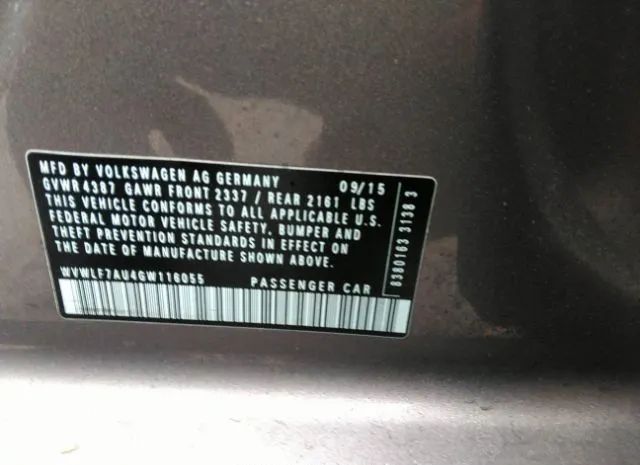 MFD BY VOLKSWAGEN AG GERMANY 09/15
GVWR 4387 GAWR FRONT 2337 / REAR 2161 LBS
THIS VEHICLE CONFORMS TO ALL APPLICABLE U.S.
FEDERAL MOTOR VEHICLE SAFETY, BUMPER AND
THEFT PREVENTION STANDARDS IN EFFECT ON
THE DATE OF MANUFACTURE SHOWN ABOVE.
WVWLF7AU4GW116055 PASSENGER CAR
8380163 3138 3